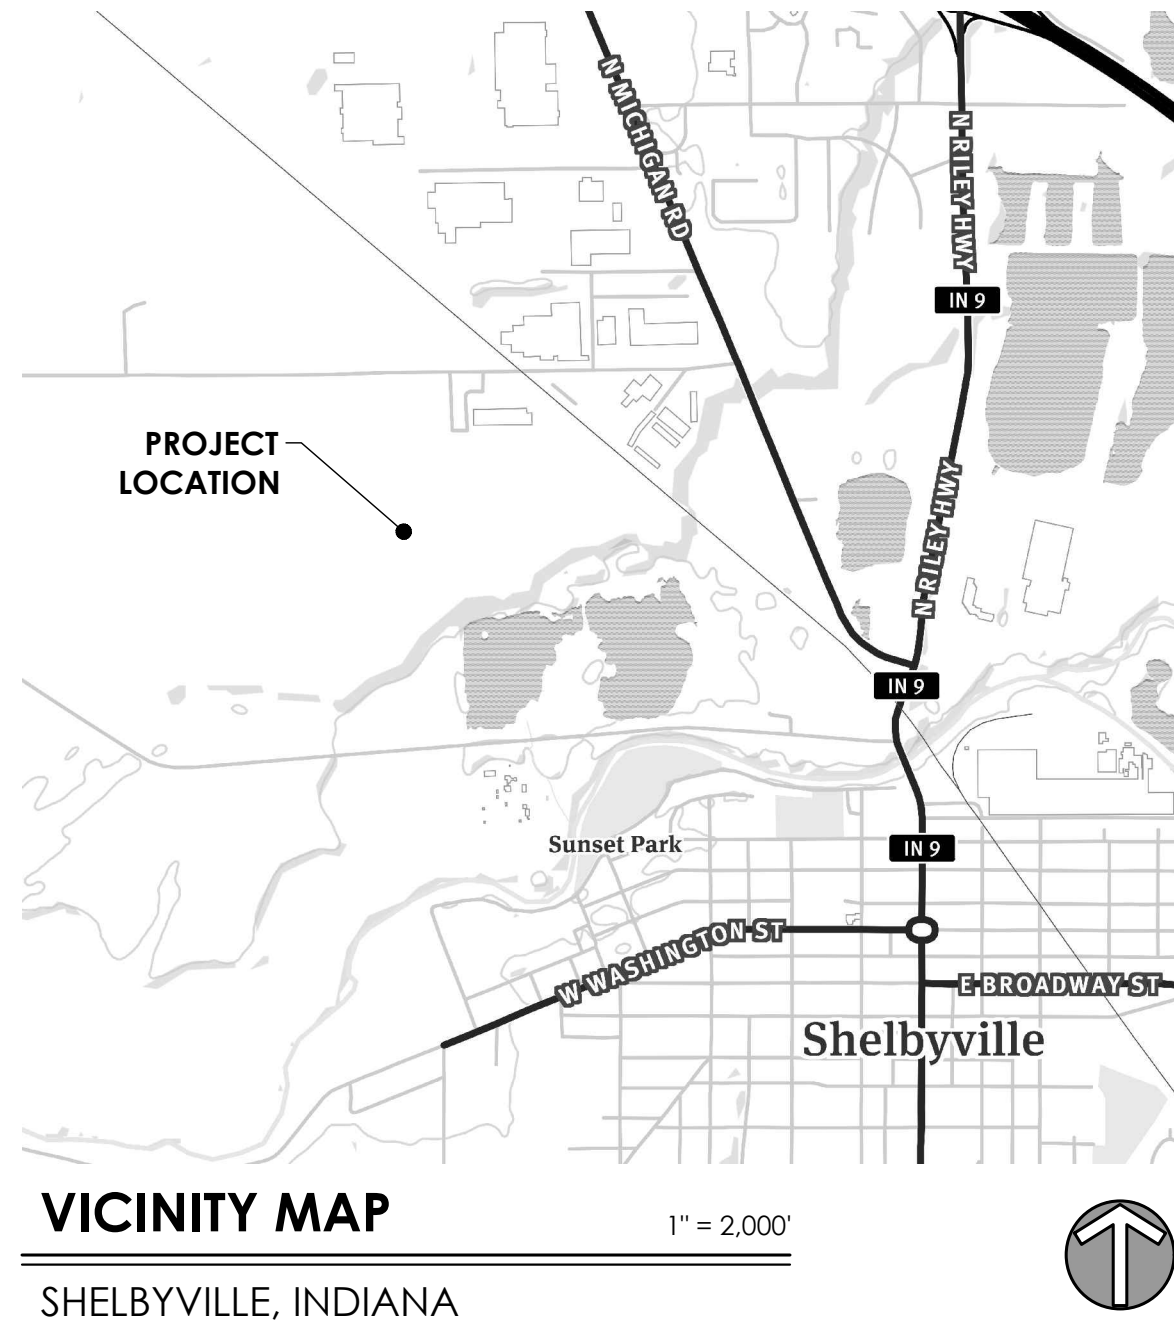 N MICHIGAN RD
N RILEY HWY
IN 9
PROJECT
LOCATION
N RILEY HWY
IN 9
Sunset Park
IN 9
W WASHINGTON ST
E BROADWAY ST
Shelbyville
VICINITY MAP
1" = 2,000'
SHELBYVILLE, INDIANA